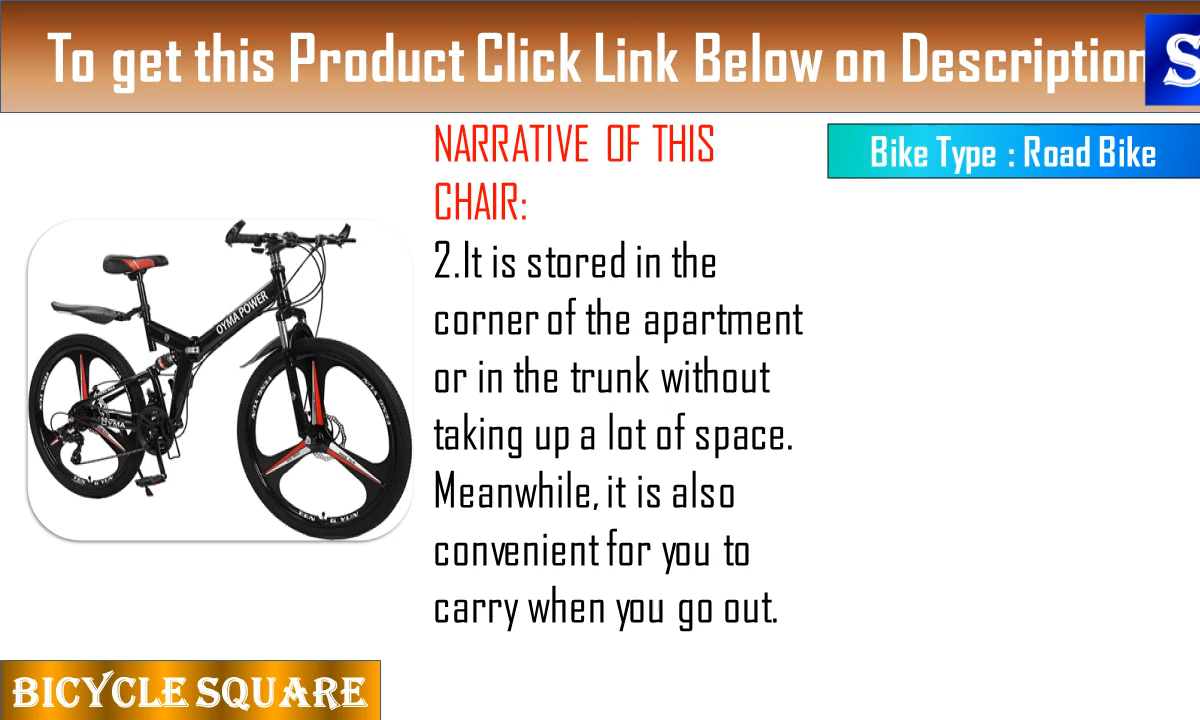 To get this Product Click Link Below on Description
S
NARRATIVE OF THIS
CHAIR:
2.It is stored in the
corner of the apartment
or in the trunk without
taking up a lot of space.
Meanwhile, it is also
convenient for you to
carry when you go out.
Bike Type : Road Bike
OYMA POWER
BICYCLE SQUARE